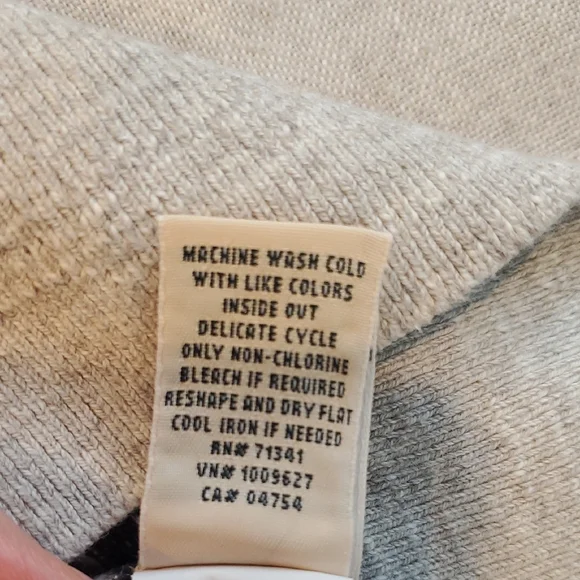 MACHINE WASH COLD
WITH LIKE COLORS
INSIDE OUT
DELICATE CYCLE
ONLY NON-CHLORINE
BLEACH IF REQUIRED
RESHAPE AND DRY FLAT
COOL IRON IF NEEDED
RN# 71341
VN# 1009627
CA# 04754